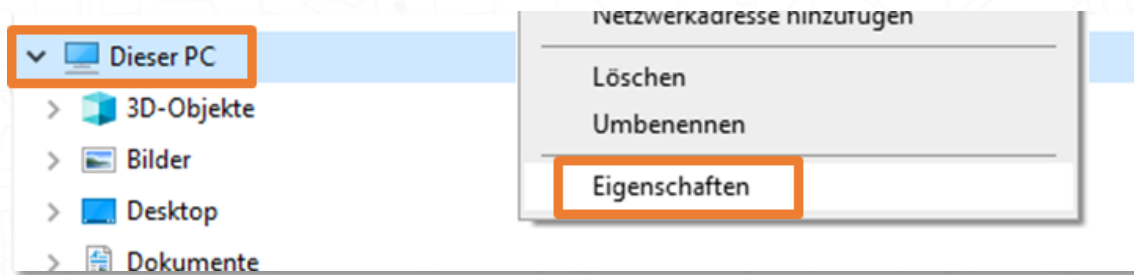 Dieser PC
3D-Objekte
Bilder
Desktop
Dokumente
Netzwerkadresse hinzufügen
Löschen
Umbenennen
Eigenschaften